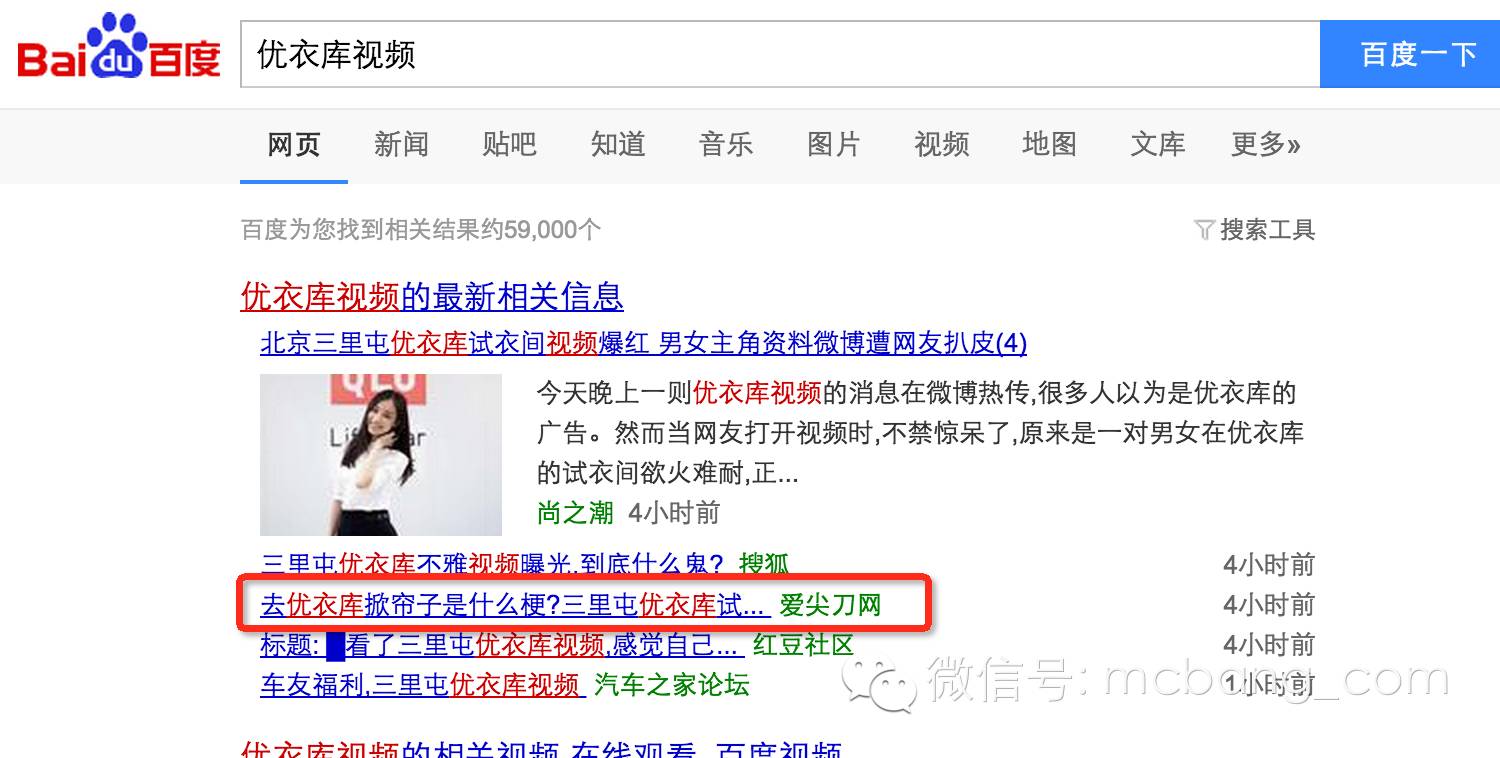 Bai du 百度
优衣库视频
百度一下
网页 新闻 贴吧 知道 音乐 图片 视频 地图 文库 更多»
百度为您找到相关结果约59,000个
搜索工具
优衣库视频的最新相关信息
北京三里屯优衣库试衣间视频爆红 男女主角资料微博遭网友扒皮(4)
今天晚上一则优衣库视频的消息在微博热传,很多人以为是优衣库的
广告。然而当网友打开视频时,不禁惊呆了,原来是一对男女在优衣库
的试衣间欲火难耐,正...
尚之潮 4小时前
三里屯优衣库不雅视频曝光,到底什么鬼? 搜狐 4小时前
去优衣库掀帘子是什么梗?三里屯优衣库试... 爱尖刀网 4小时前
标题: █看了三里屯优衣库视频,感觉自己... 红豆社区 4小时前
车友福利,三里屯优衣库视频 汽车之家论坛 1小时前
微信号: mcbang_com
优衣库视频的相关视频 在线观看 百度视频